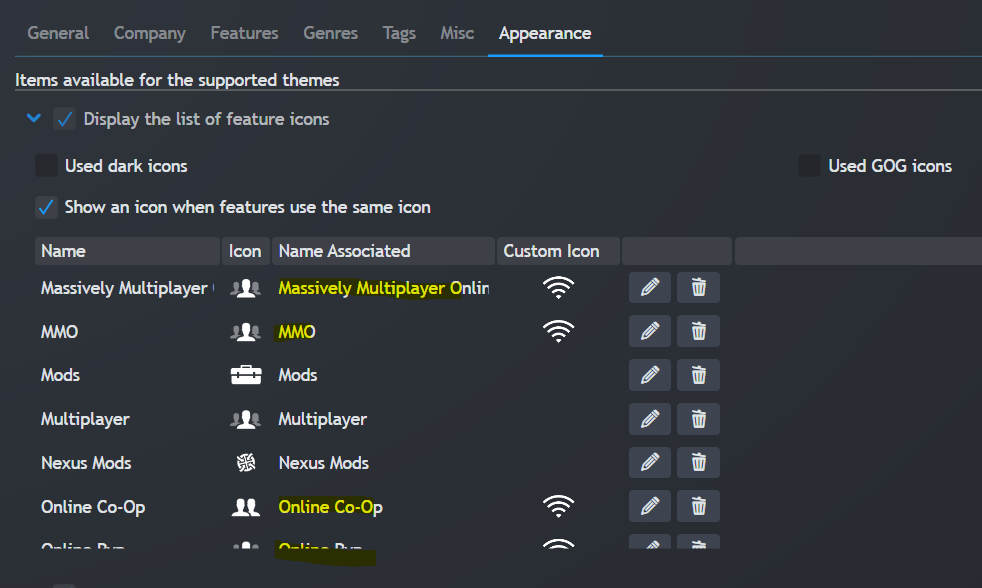 General Company Features Genres Tags Misc Appearance
Items available for the supported themes
Display the list of feature icons
Used dark icons Used GOG icons
Show an icon when features use the same icon
Name Icon Name Associated Custom Icon
Massively Multiplayer Massively Multiplayer Onlin
MMO MMO
Mods Mods
Multiplayer Multiplayer
Nexus Mods Nexus Mods
Online Co-Op Online Co-Op
Online Pvp Online Pvp